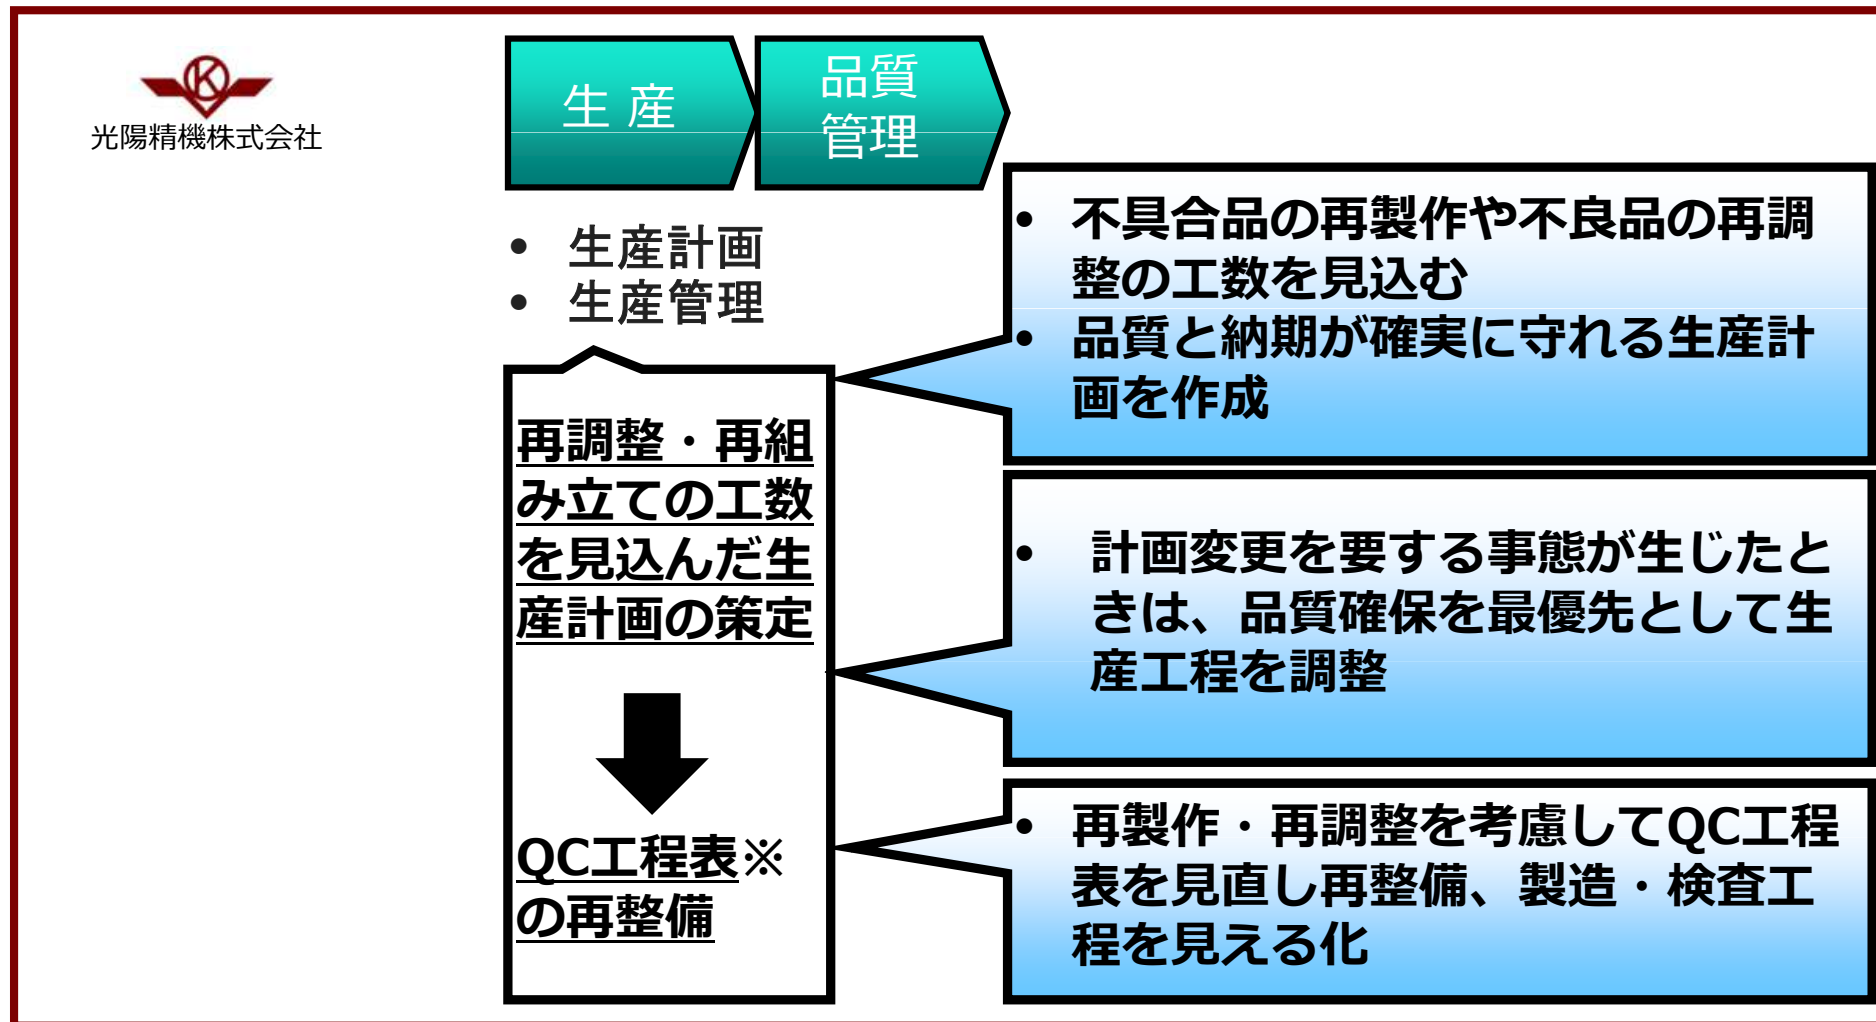 光陽精機株式会社
生 産
品質
管理
• 生産計画
• 生産管理
再調整・再組
み立ての工数
を見込んだ生
産計画の策定
QC工程表※
の再整備
• 不具合品の再製作や不良品の再調
整の工数を見込む
• 品質と納期が確実に守れる生産計
画を作成
• 計画変更を要する事態が生じたと
きは、品質確保を最優先として生
産工程を調整
• 再製作・再調整を考慮してQC工程
表を見直し再整備、製造・検査工
程を見える化